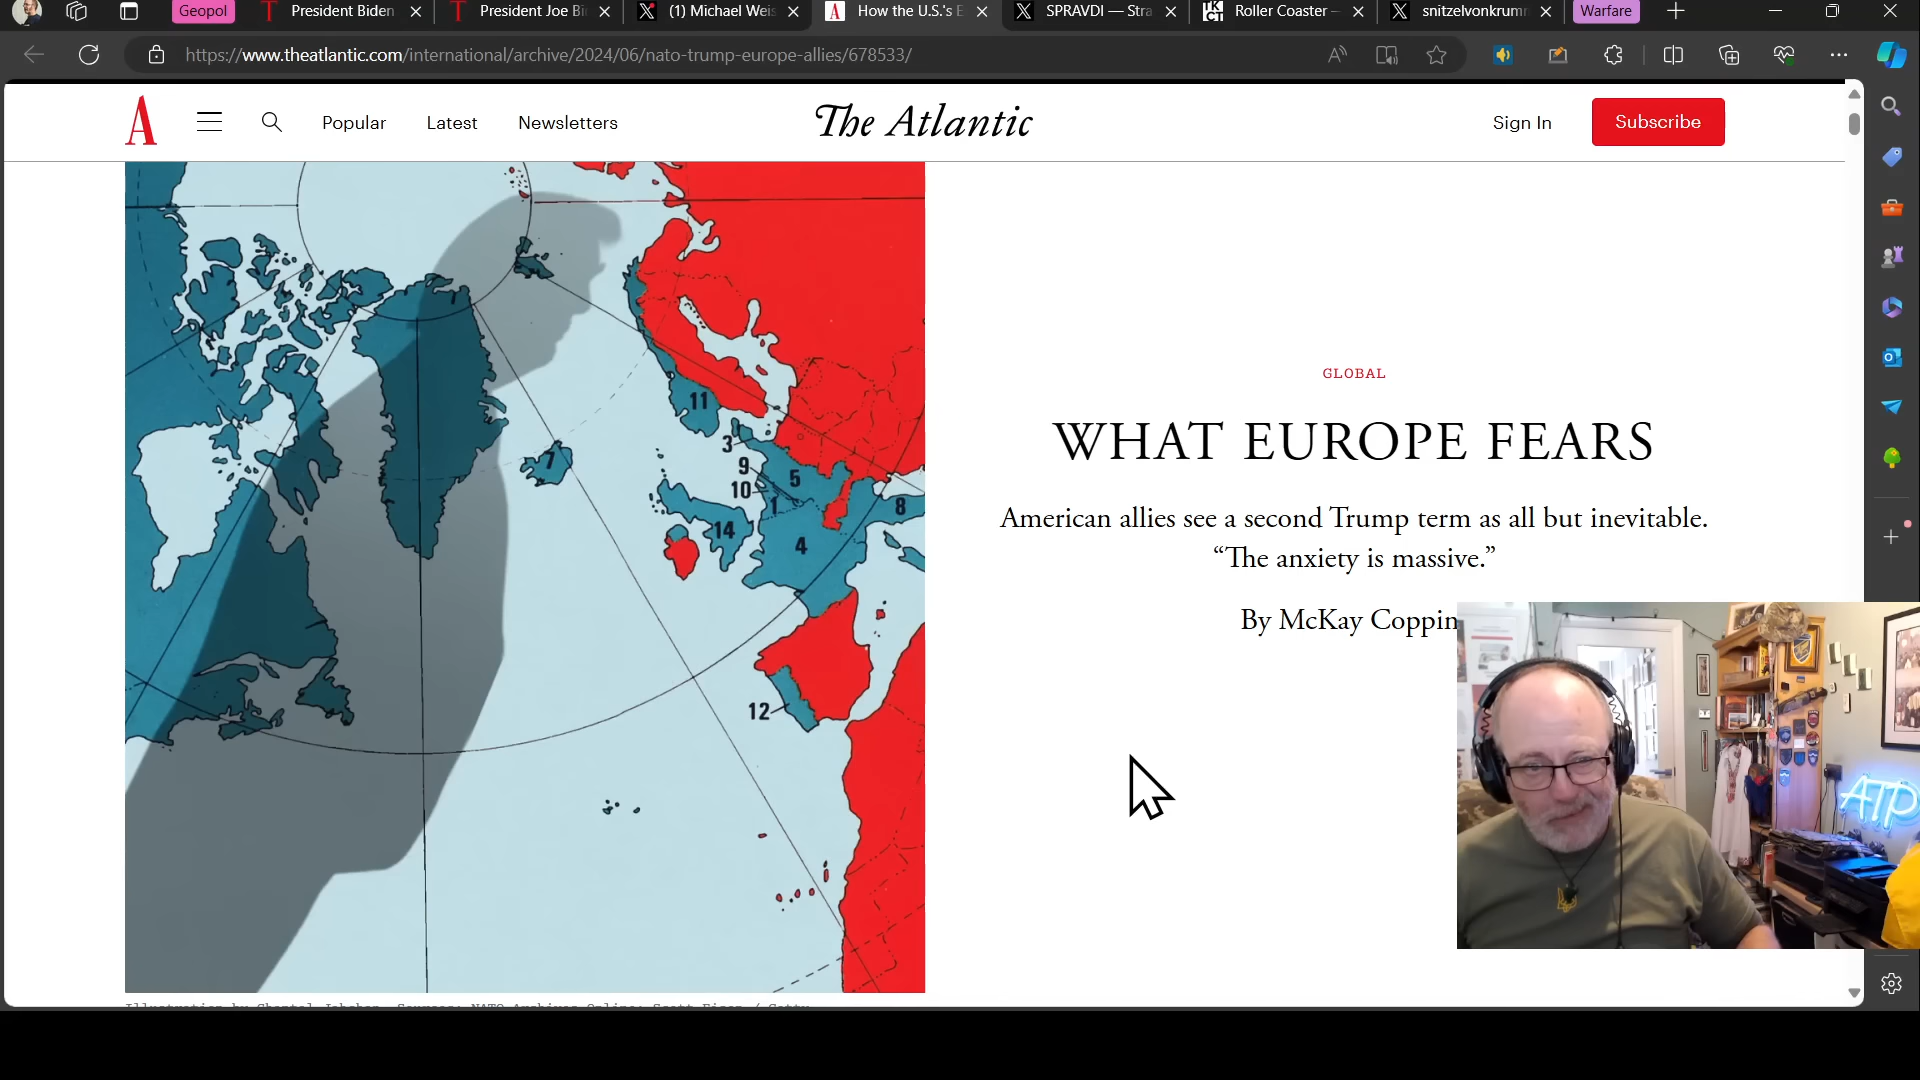 Geopol
President Biden
President Joe Bi
(1) Michael Weis
How the U.S.'s E
SPRAVDI — Stra
Roller Coaster –
snitzelvonkrumm
Warfare
https://www.theatlantic.com/international/archive/2024/06/nato-trump-europe-allies/678533/
Popular
Latest
Newsletters
The Atlantic
Sign In
Subscribe
11
3
9
10
5
1
7
14
4
8
12
GLOBAL
WHAT EUROPE FEARS
American allies see a second Trump term as all but inevitable.
“The anxiety is massive.”
By McKay Coppin
ATP